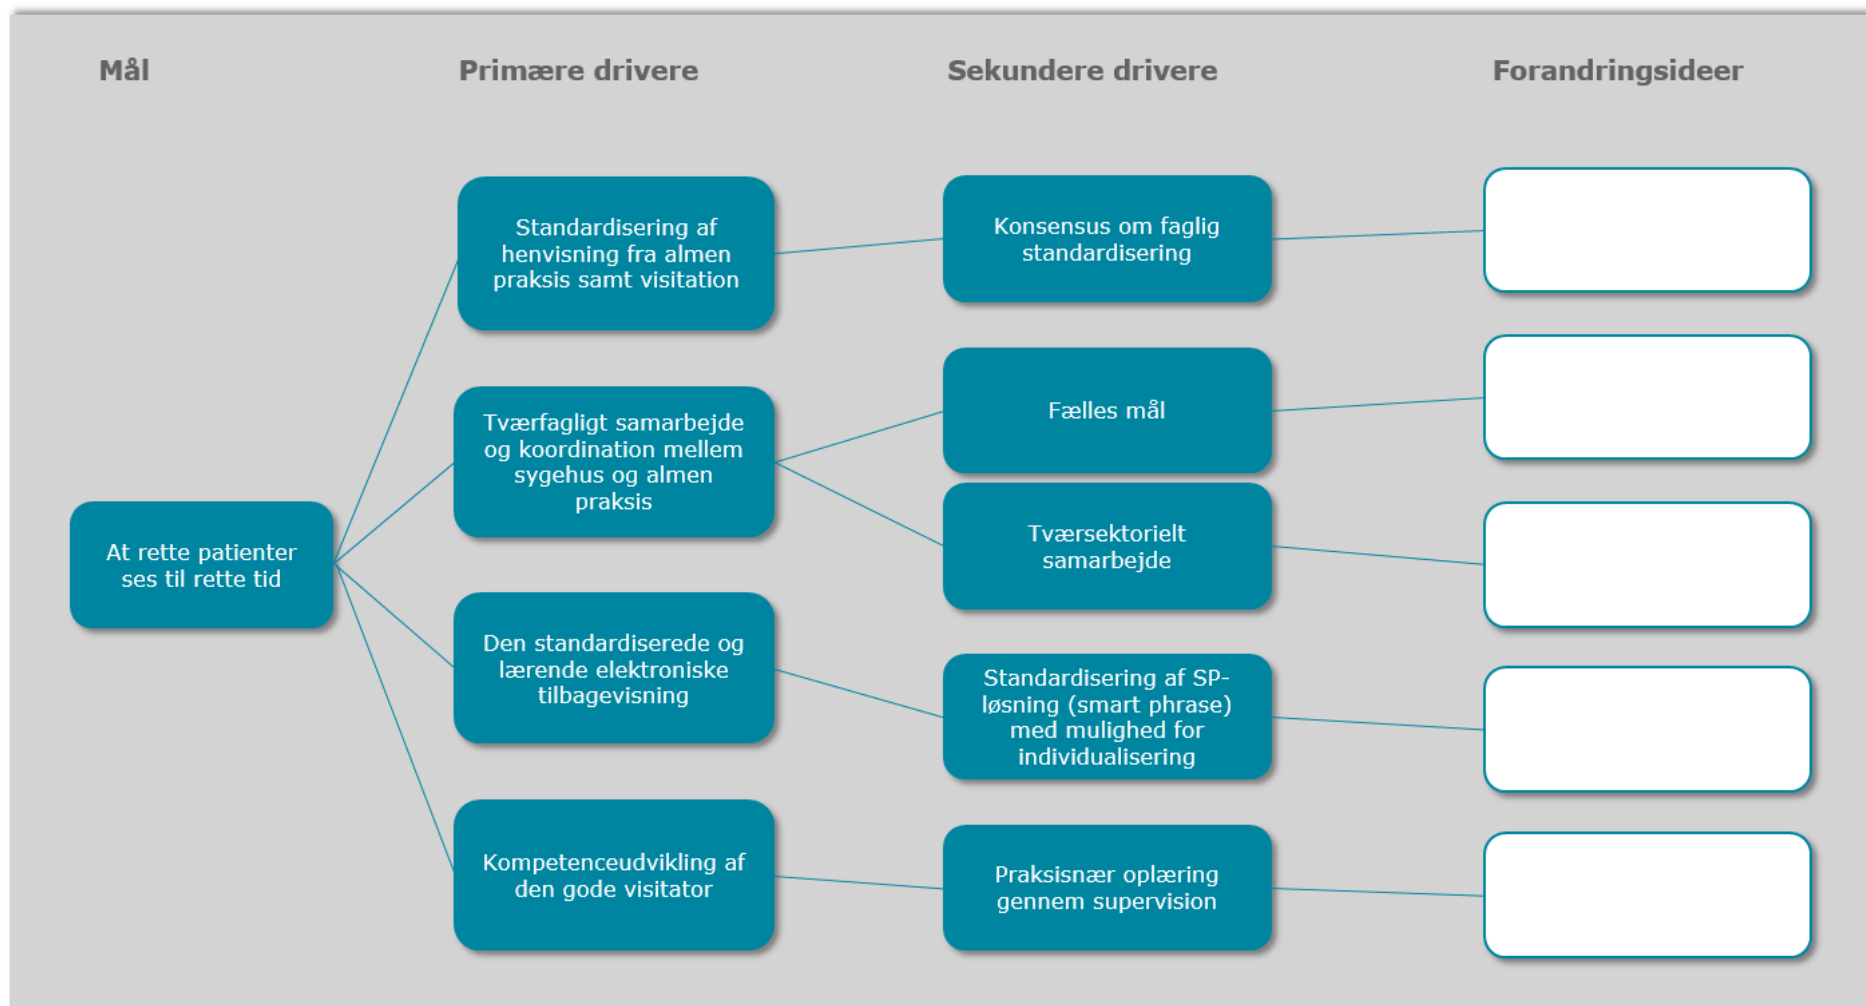 Mål
Primære drivere
Sekundere drivere
Forandringsideer
Standardisering af
henvisning fra almen
praksis samt visitation
Konsensus om faglig
standardisering
Tværfagligt samarbejde
og koordination mellem
sygehus og almen
praksis
Fælles mål
Tværsektorielt
samarbejde
At rette patienter
ses til rette tid
Den standardiserede og
lærende elektroniske
tilbagevisning
Standardisering af SP-
løsning (smart phrase)
med mulighed for
individualisering
Kompetenceudvikling af
den gode visitator
Praksisnær oplæring
gennem supervision